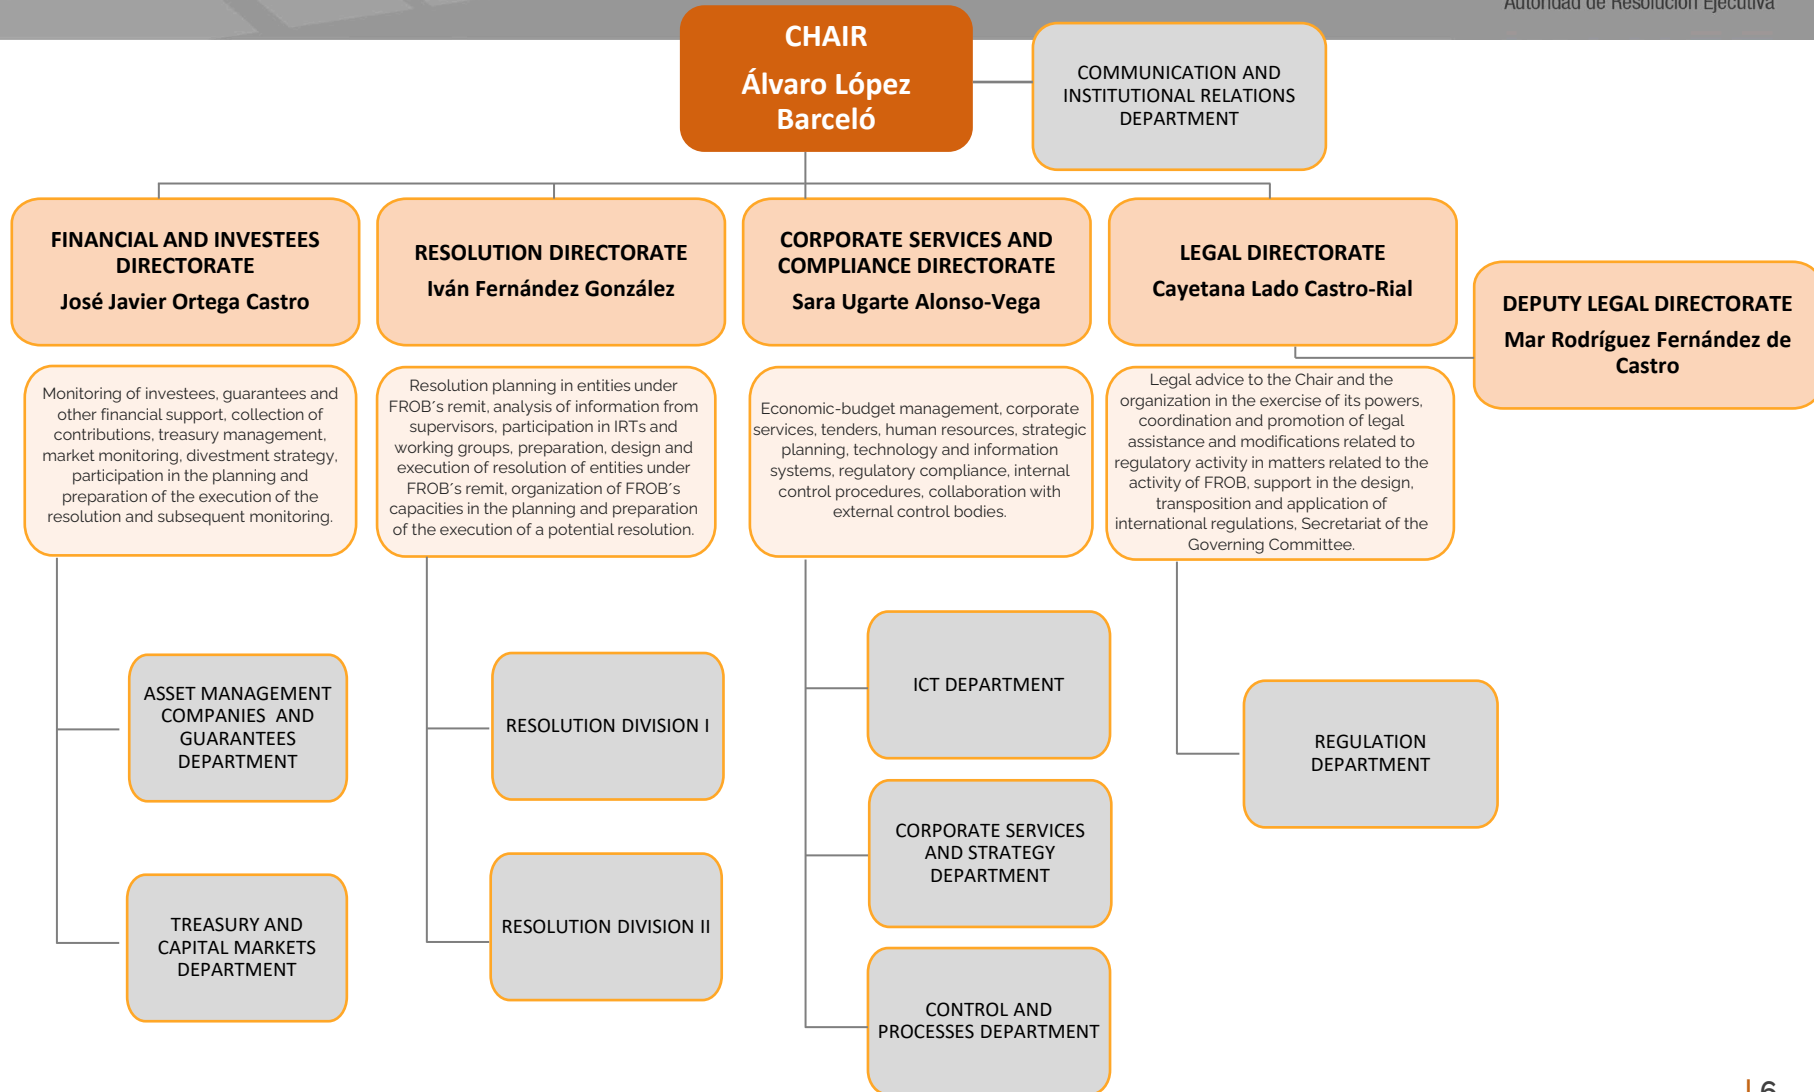 Autoridad de Resolución Ejecutiva
CHAIR
Álvaro López
Barceló
COMMUNICATION AND
INSTITUTIONAL RELATIONS
DEPARTMENT
FINANCIAL AND INVESTEES
DIRECTORATE
José Javier Ortega Castro
RESOLUTION DIRECTORATE
Iván Fernández González
CORPORATE SERVICES AND
COMPLIANCE DIRECTORATE
Sara Ugarte Alonso-Vega
LEGAL DIRECTORATE
Cayetana Lado Castro-Rial
DEPUTY LEGAL DIRECTORATE
Mar Rodríguez Fernández de
Castro
Monitoring of investees, guarantees and
other financial support, collection of
contributions, treasury management,
market monitoring, divestment strategy,
participation in the planning and
preparation of the execution of the
resolution and subsequent monitoring.
Resolution planning in entities under
FROB´s remit, analysis of information from
supervisors, participation in IRTs and
working groups, preparation, design and
execution of resolution of entities under
FROB´s remit, organization of FROB´s
capacities in the planning and preparation
of the execution of a potential resolution.
Economic-budget management, corporate
services, tenders, human resources, strategic
planning, technology and information
systems, regulatory compliance, internal
control procedures, collaboration with
external control bodies.
Legal advice to the Chair and the
organization in the exercise of its powers,
coordination and promotion of legal
assistance and modifications related to
regulatory activity in matters related to the
activity of FROB, support in the design,
transposition and application of
international regulations, Secretariat of the
Governing Committee.
ASSET MANAGEMENT
COMPANIES AND
GUARANTEES
DEPARTMENT
TREASURY AND
CAPITAL MARKETS
DEPARTMENT
RESOLUTION DIVISION I
RESOLUTION DIVISION II
ICT DEPARTMENT
CORPORATE SERVICES
AND STRATEGY
DEPARTMENT
CONTROL AND
PROCESSES DEPARTMENT
REGULATION
DEPARTMENT
| 6